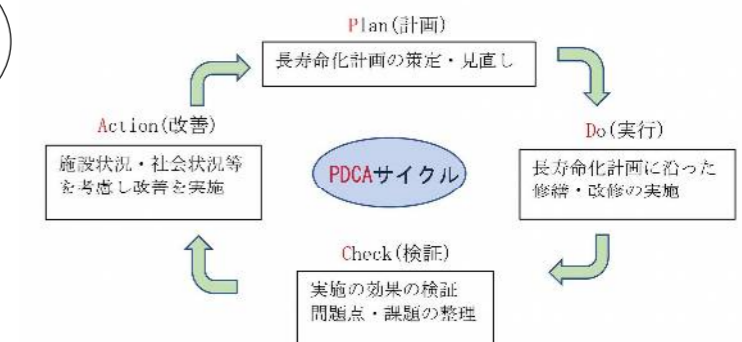 Plan(計画)
長寿命化計画の策定・見直し
Do(実行)
長寿命化計画に沿った
修繕・改修の実施
Check(検証)
実施の効果の検証
問題点・課題の整理
Action(改善)
施設状況・社会状況等
を考慮し改善を実施
PDCAサイクル